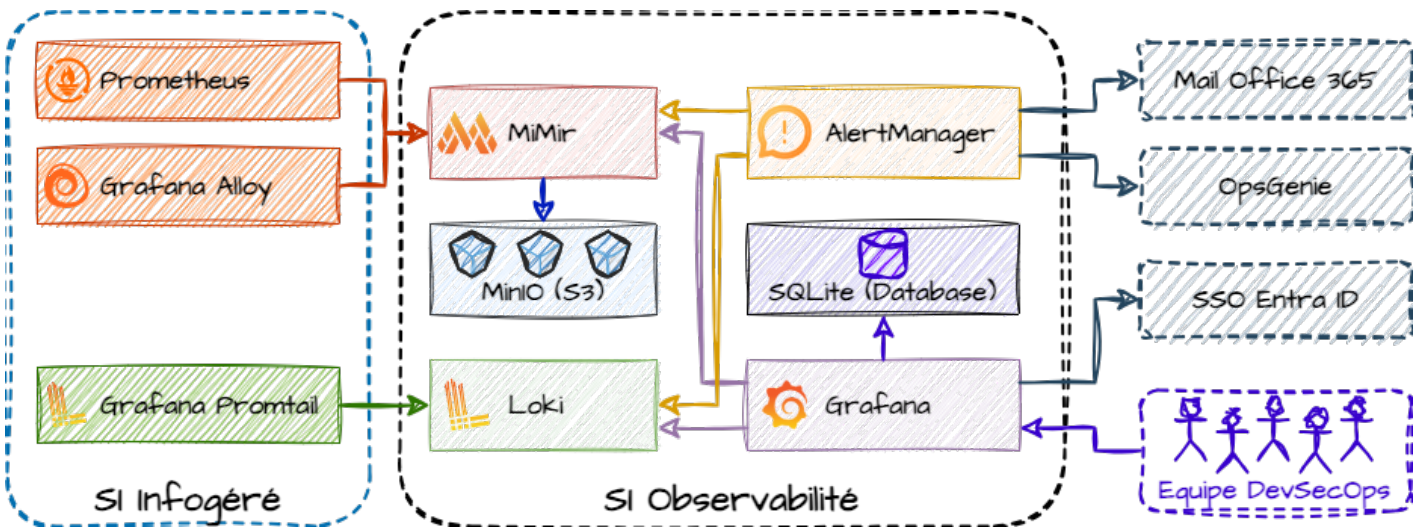 Prometheus
Grafana Alloy
Grafana Promtail
SI Infogéré
MiMir
MinIO (S3)
Loki
AlertManager
SQLite (Database)
Grafana
SI Observabilité
Mail Office 365
OpsGenie
SSO Entra ID
Equipe DevSecOps